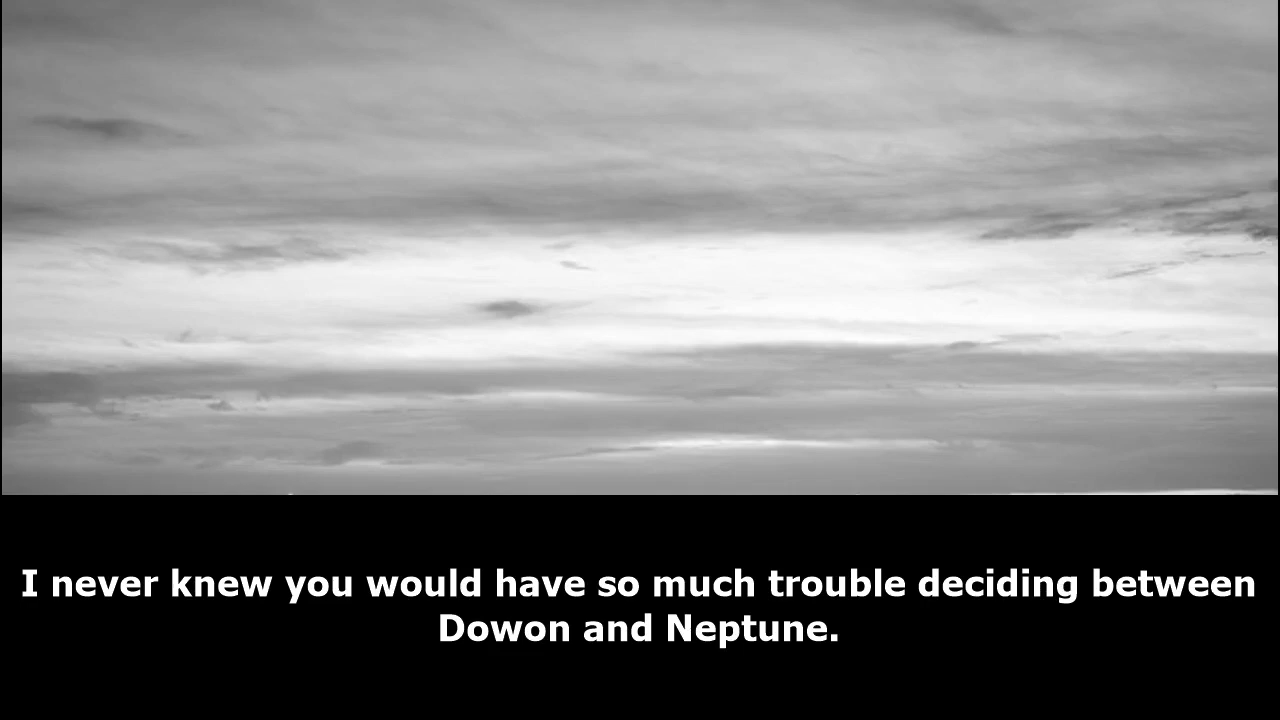 I never knew you would have so much trouble deciding between
Dowon and Neptune.